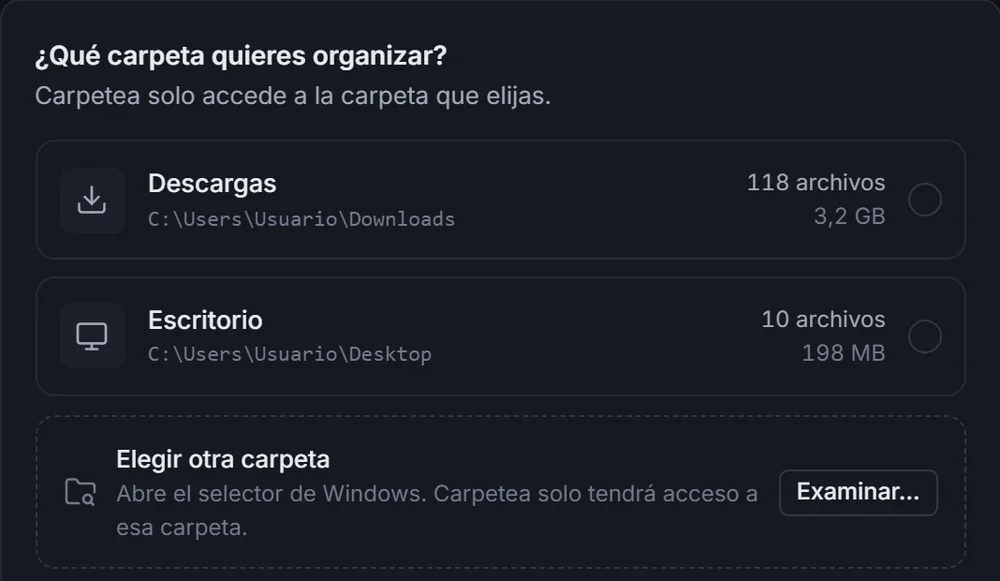 ¿Qué carpeta quieres organizar?
Carpetea solo accede a la carpeta que elijas.
Descargas
118 archivos
C:\Users\Usuario\Downloads
3,2 GB
Escritorio
10 archivos
C:\Users\Usuario\Desktop
198 MB
Elegir otra carpeta
Abre el selector de Windows. Carpetea solo tendrá acceso a
esa carpeta.
Examinar...